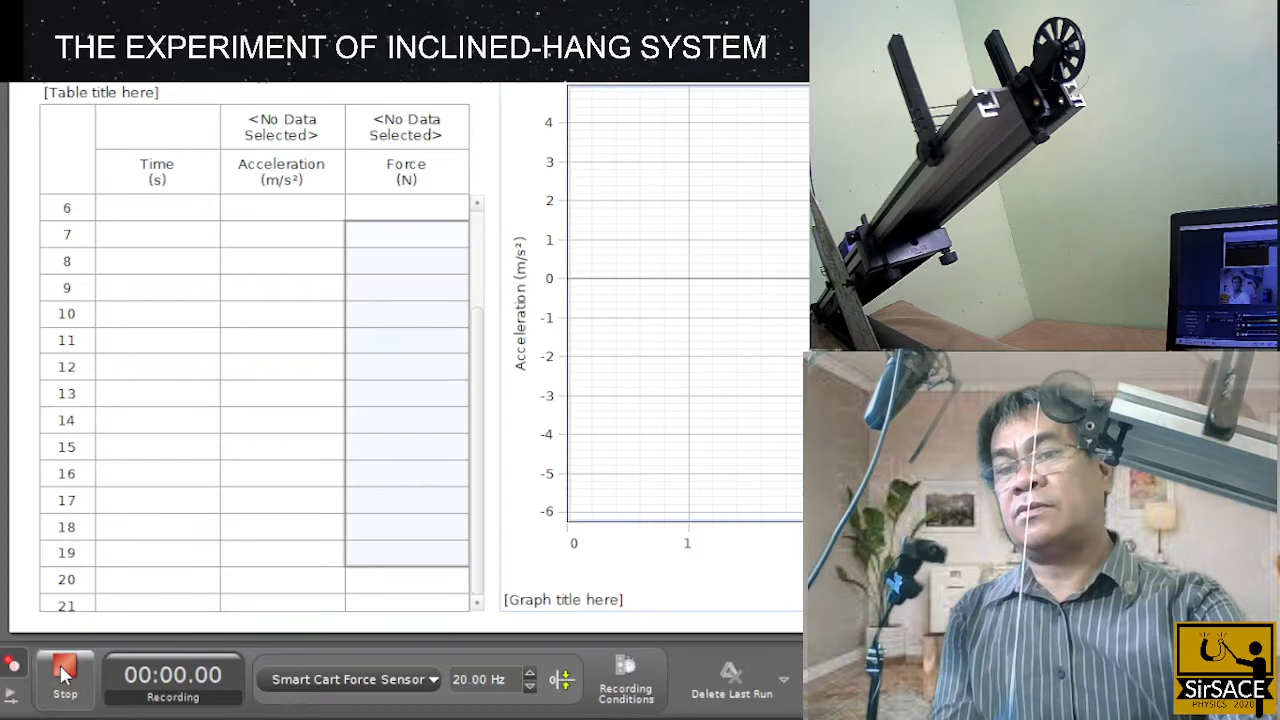 THE EXPERIMENT OF INCLINED-HANG SYSTEM
[Table title here]
<No Data Selected>
<No Data Selected>
Time (s)
Acceleration (m/s²)
Force (N)
6
7
8
9
10
11
12
13
14
15
16
17
18
19
20
21
Acceleration (m/s²)
4
3
2
1
0
-1
-2
-3
-4
-5
-6
0
1
[Graph title here]
Stop
00:00.00
Recording
Smart Cart Force Sensor
20.00 Hz
Recording
Conditions
Delete Last Run
SirSACE
PHYSICS 2020